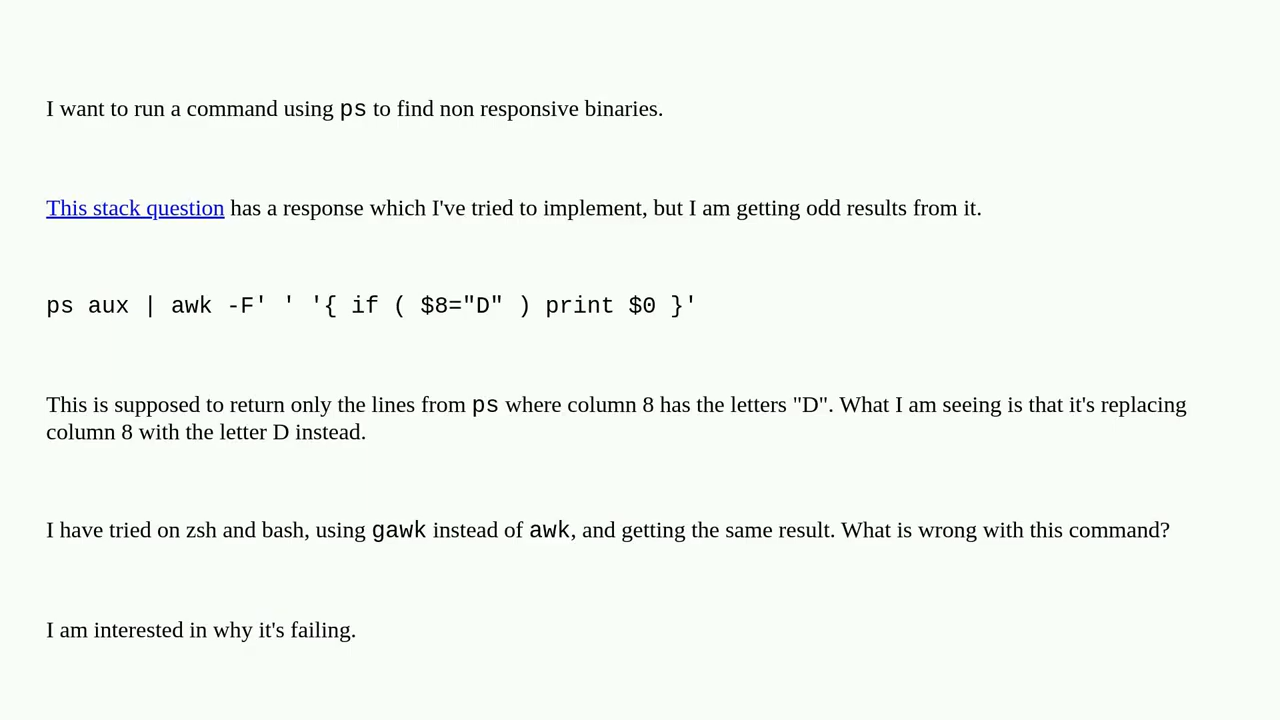 I want to run a command using ps to find non responsive binaries.
This stack question has a response which I've tried to implement, but I am getting odd results from it.
ps aux | awk -F' ' '{ if ( $8="D" ) print $0 }'
This is supposed to return only the lines from ps where column 8 has the letters "D". What I am seeing is that it's replacing
column 8 with the letter D instead.
I have tried on zsh and bash, using gawk instead of awk, and getting the same result. What is wrong with this command?
I am interested in why it's failing.